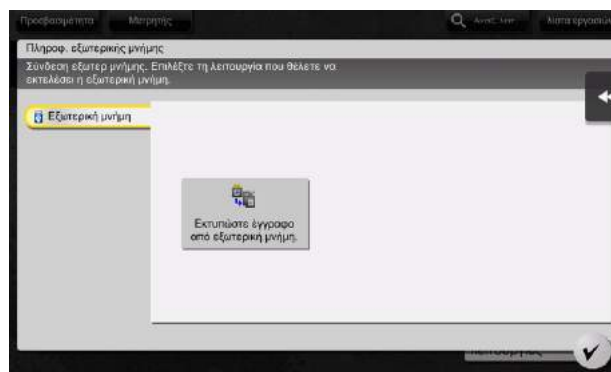 Προσβασιμότητα Μετρητής
Λίστα εργασιών
Πληροφ. εξωτερικής μνήμης
Σύνδεση εξωτερ μνήμης. Επιλέξτε τη λειτουργία που θέλετε να
εκτελέσει η εξωτερική μνήμη.
Εξωτερική μνήμη
Εκτυπώστε έγγραφο
από εξωτερική μνήμη.